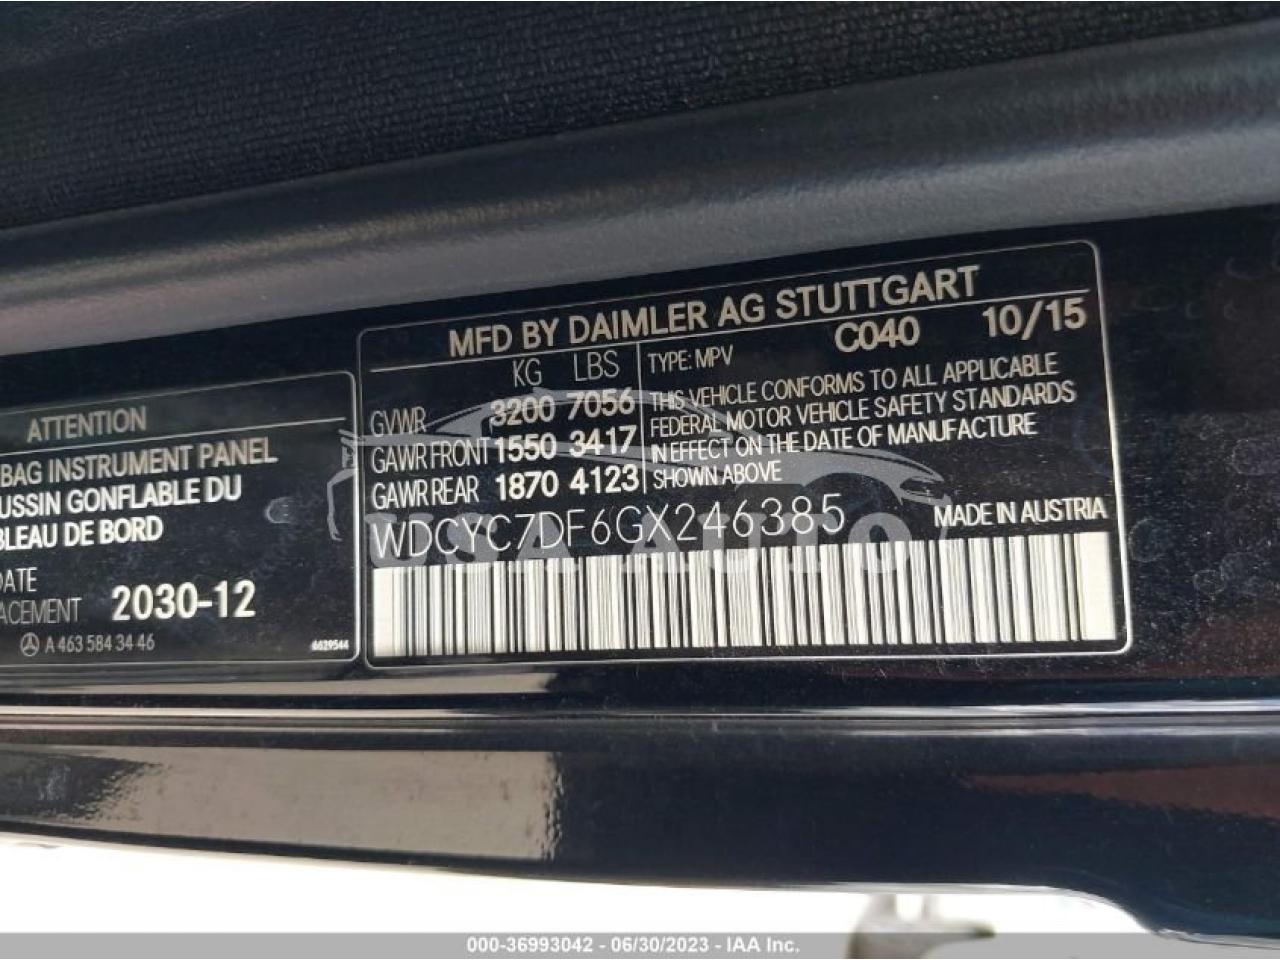 ATTENTION
BAG INSTRUMENT PANEL
USSIN GONFLABLE DU
BLEAU DE BORD
DATE
ACEMENT 2030-12
A 463 584 34 46
4629544
MFD BY DAIMLER AG STUTTGART
KG LBS
GVWR 3200 7056
GAWR FRONT 1550 3417
GAWR REAR 1870 4123
C040 10/15
TYPE: MPV
THIS VEHICLE CONFORMS TO ALL APPLICABLE
FEDERAL MOTOR VEHICLE SAFETY STANDARDS
IN EFFECT ON THE DATE OF MANUFACTURE
SHOWN ABOVE
WDCYC7DF6GX246385
MADE IN AUSTRIA
USA AUTO
000-36993042 - 06/30/2023 - IAA Inc.